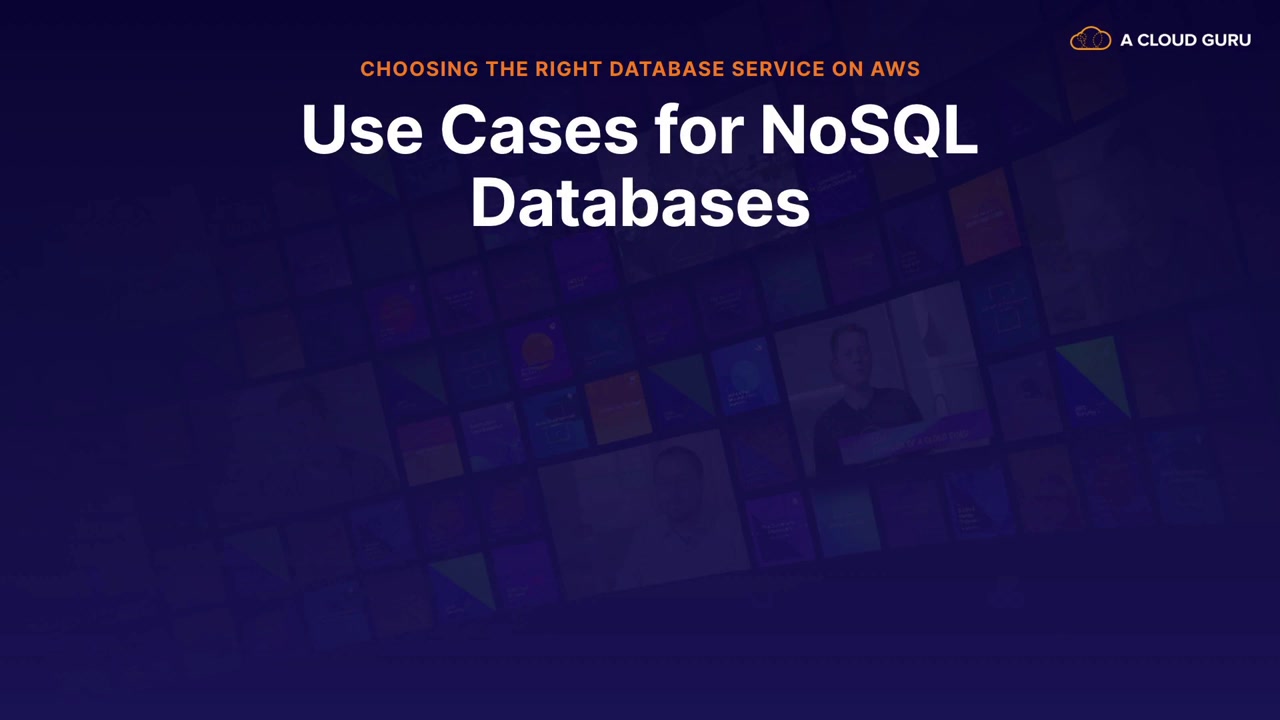 A CLOUD GURU
CHOOSING THE RIGHT DATABASE SERVICE ON AWS
Use Cases for NoSQL
Databases